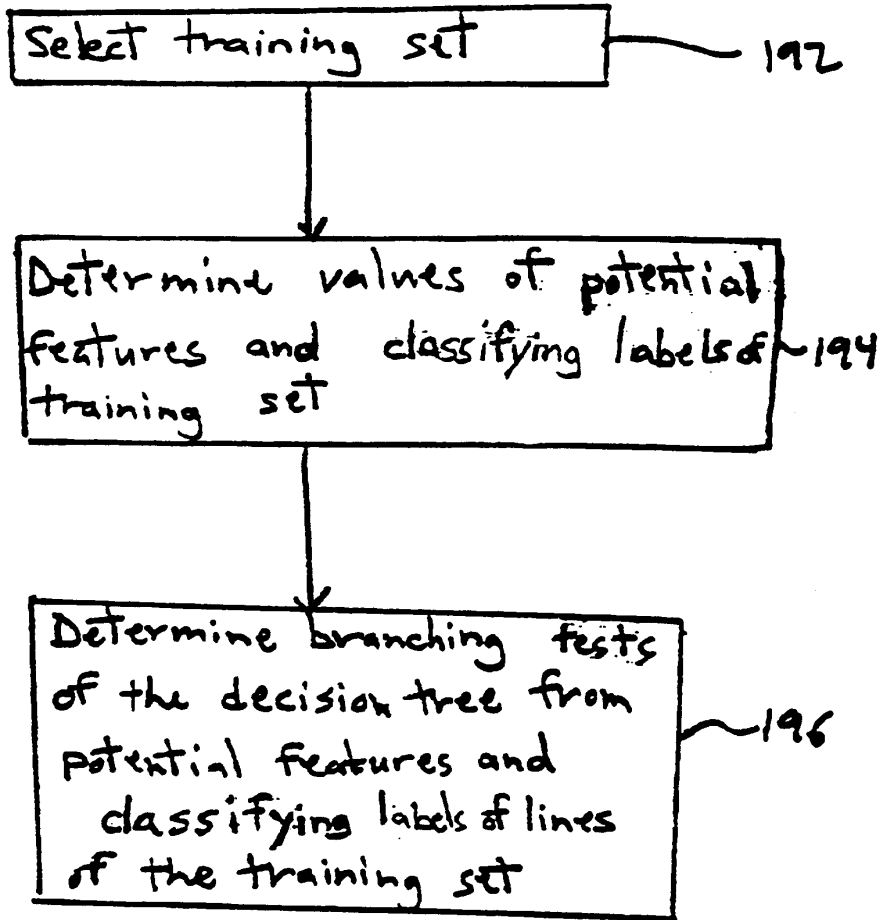 Select training set
192
Determine values of potential
features and classifying labels of
training set
194
Determine branching tests
of the decision tree from
potential features and
classifying labels of lines
of the training set
196